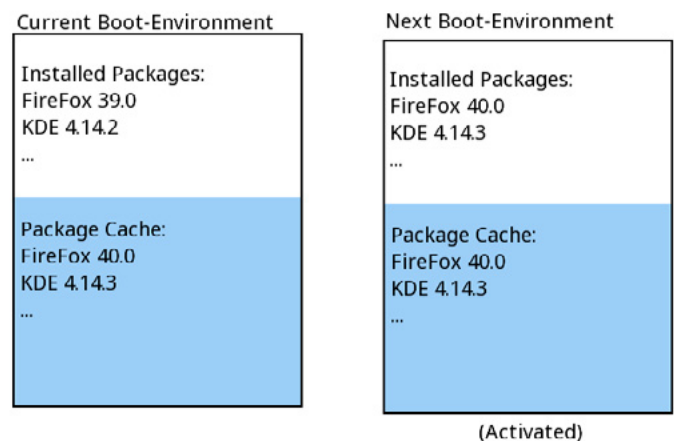 Current Boot-Environment
Installed Packages:
FireFox 39.0
KDE 4.14.2
...
Package Cache:
FireFox 40.0
KDE 4.14.3
...
Next Boot-Environment
Installed Packages:
FireFox 40.0
KDE 4.14.3
...
Package Cache:
FireFox 40.0
KDE 4.14.3
...
(Activated)